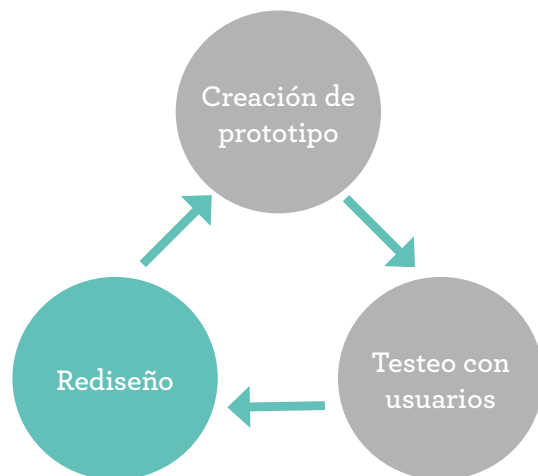 Creación de
prototipo
Testeo con
usuarios
Rediseño